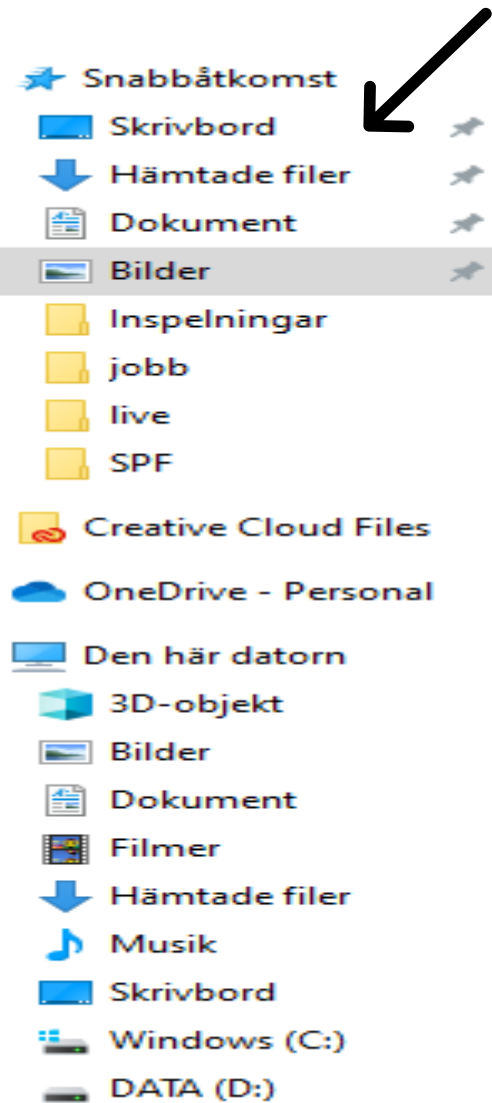 Snabbåtkomst
Skrivbord
Hämtade filer
Dokument
Bilder
Inspelningar
jobb
live
SPF
Creative Cloud Files
OneDrive - Personal
Den här datorn
3D-objekt
Bilder
Dokument
Filmer
Hämtade filer
Musik
Skrivbord
Windows (C:)
DATA (D:)